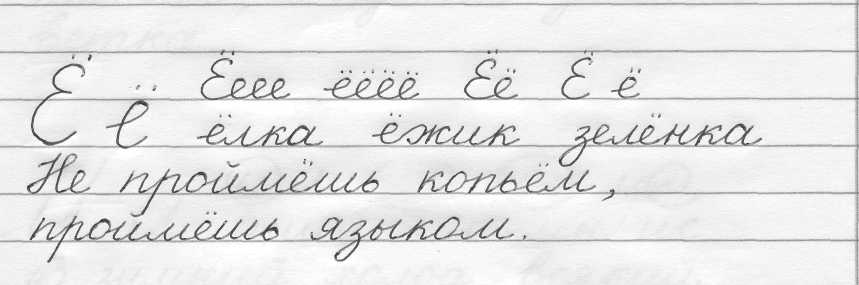 Ё ё Ёеее ёёёё Ёё Ё ё
ёлка ёжик зелёнка
Не проймёшь копьём,
проймёшь языком.